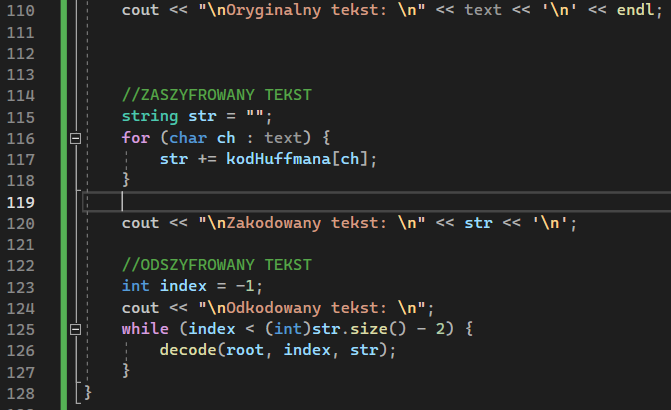 110 cout << "\nOryginalny tekst: \n" << text << '\n' << endl;
111
112
113
114 //ZASZYFROWANY TEKST
115 string str = "";
116 for (char ch : text) {
117 str += kodHuffmana[ch];
118 }
119
120 cout << "\nZakodowany tekst: \n" << str << '\n';
121
122 //ODSZYFROWANY TEKST
123 int index = -1;
124 cout << "\nOdkodowany tekst: \n";
125 while (index < (int)str.size() - 2) {
126 decode(root, index, str);
127 }
128 }